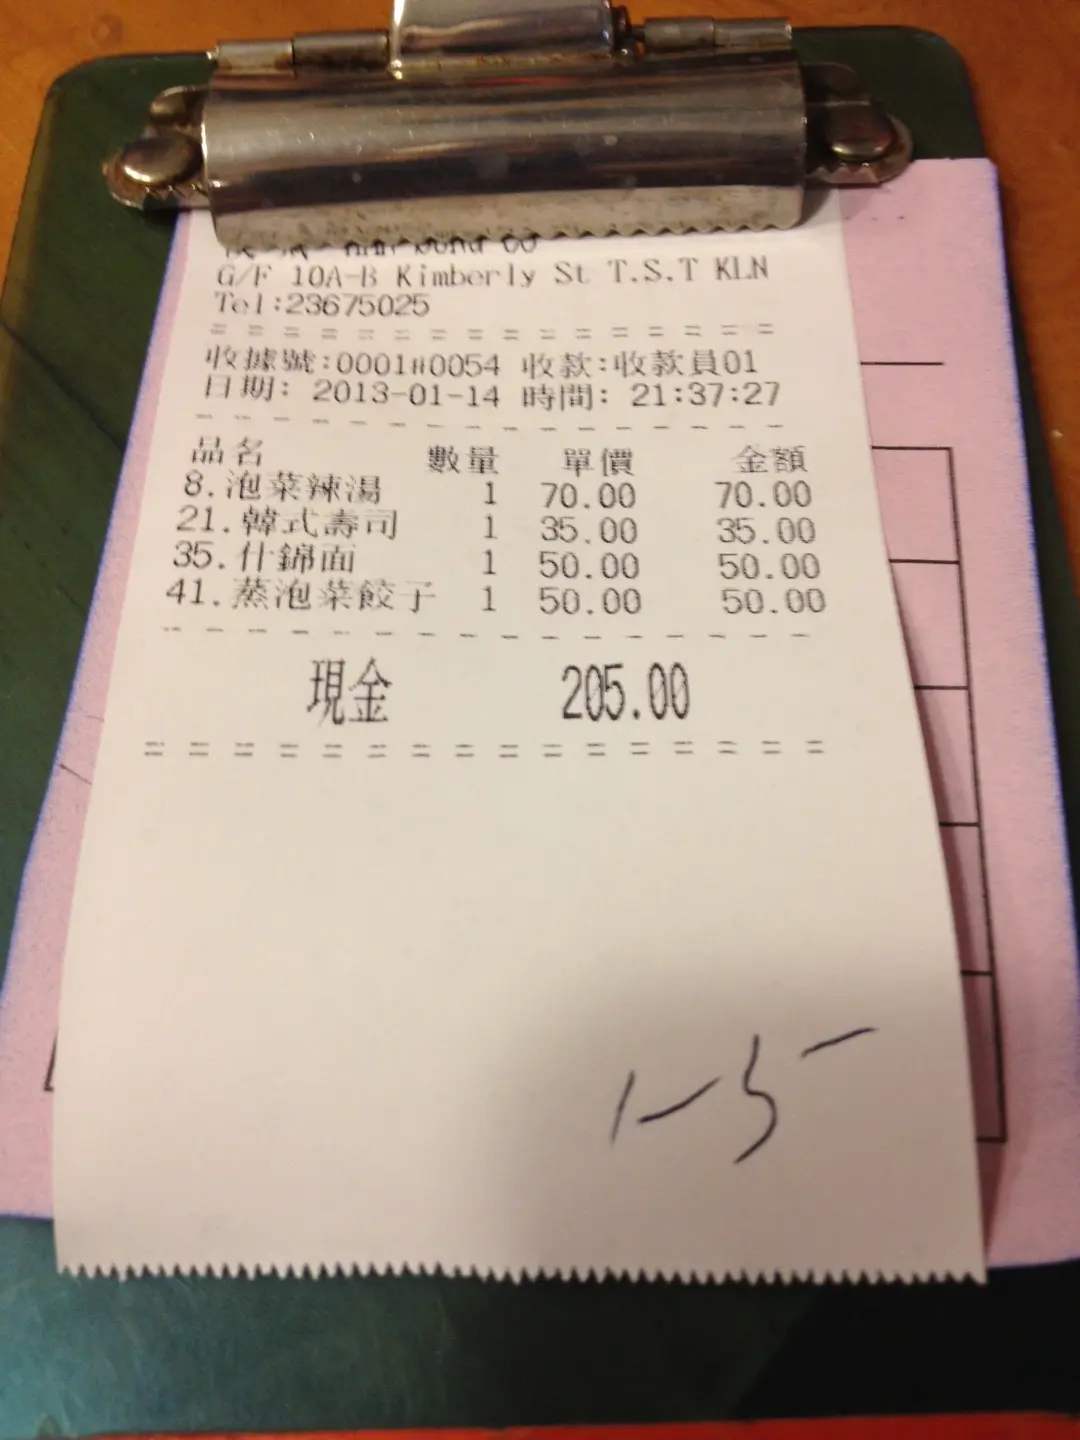 G/F 10A-B Kimberly St T.S.T KLN
Tel:23675025
收據號:0001#0054 收款:收款員01
日期: 2013-01-14 時間: 21:37:27
品名 數量 單價 金額
8.泡菜辣湯 1 70.00 70.00
21.韓式壽司 1 35.00 35.00
35.什錦面 1 50.00 50.00
41.蒸泡菜餃子 1 50.00 50.00
現金 205.00
1-5